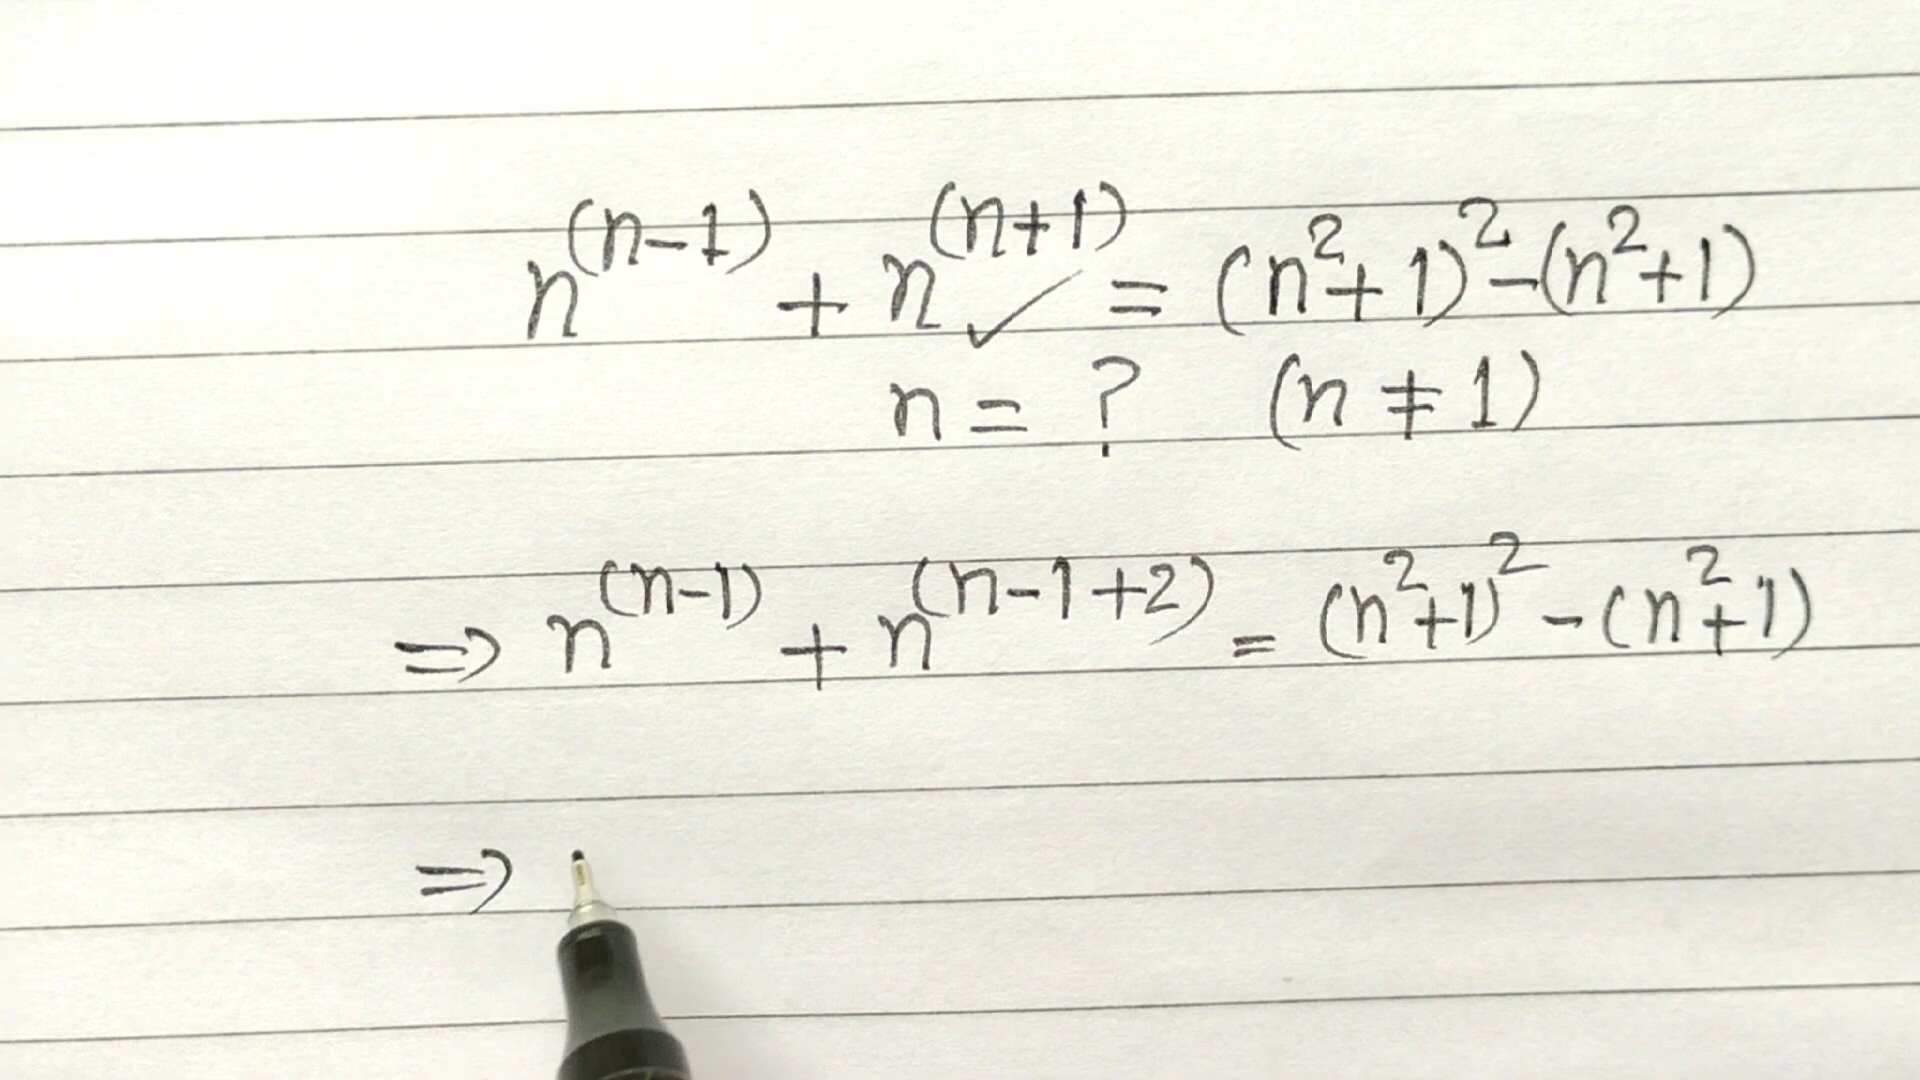 n^(n-1) + n^(n+1) ✓ = (n²+1)² - (n²+1)
n = ? (n ≠ 1)
⇒ n^(n-1) + n^(n-1+2) = (n²+1)² - (n²+1)
⇒